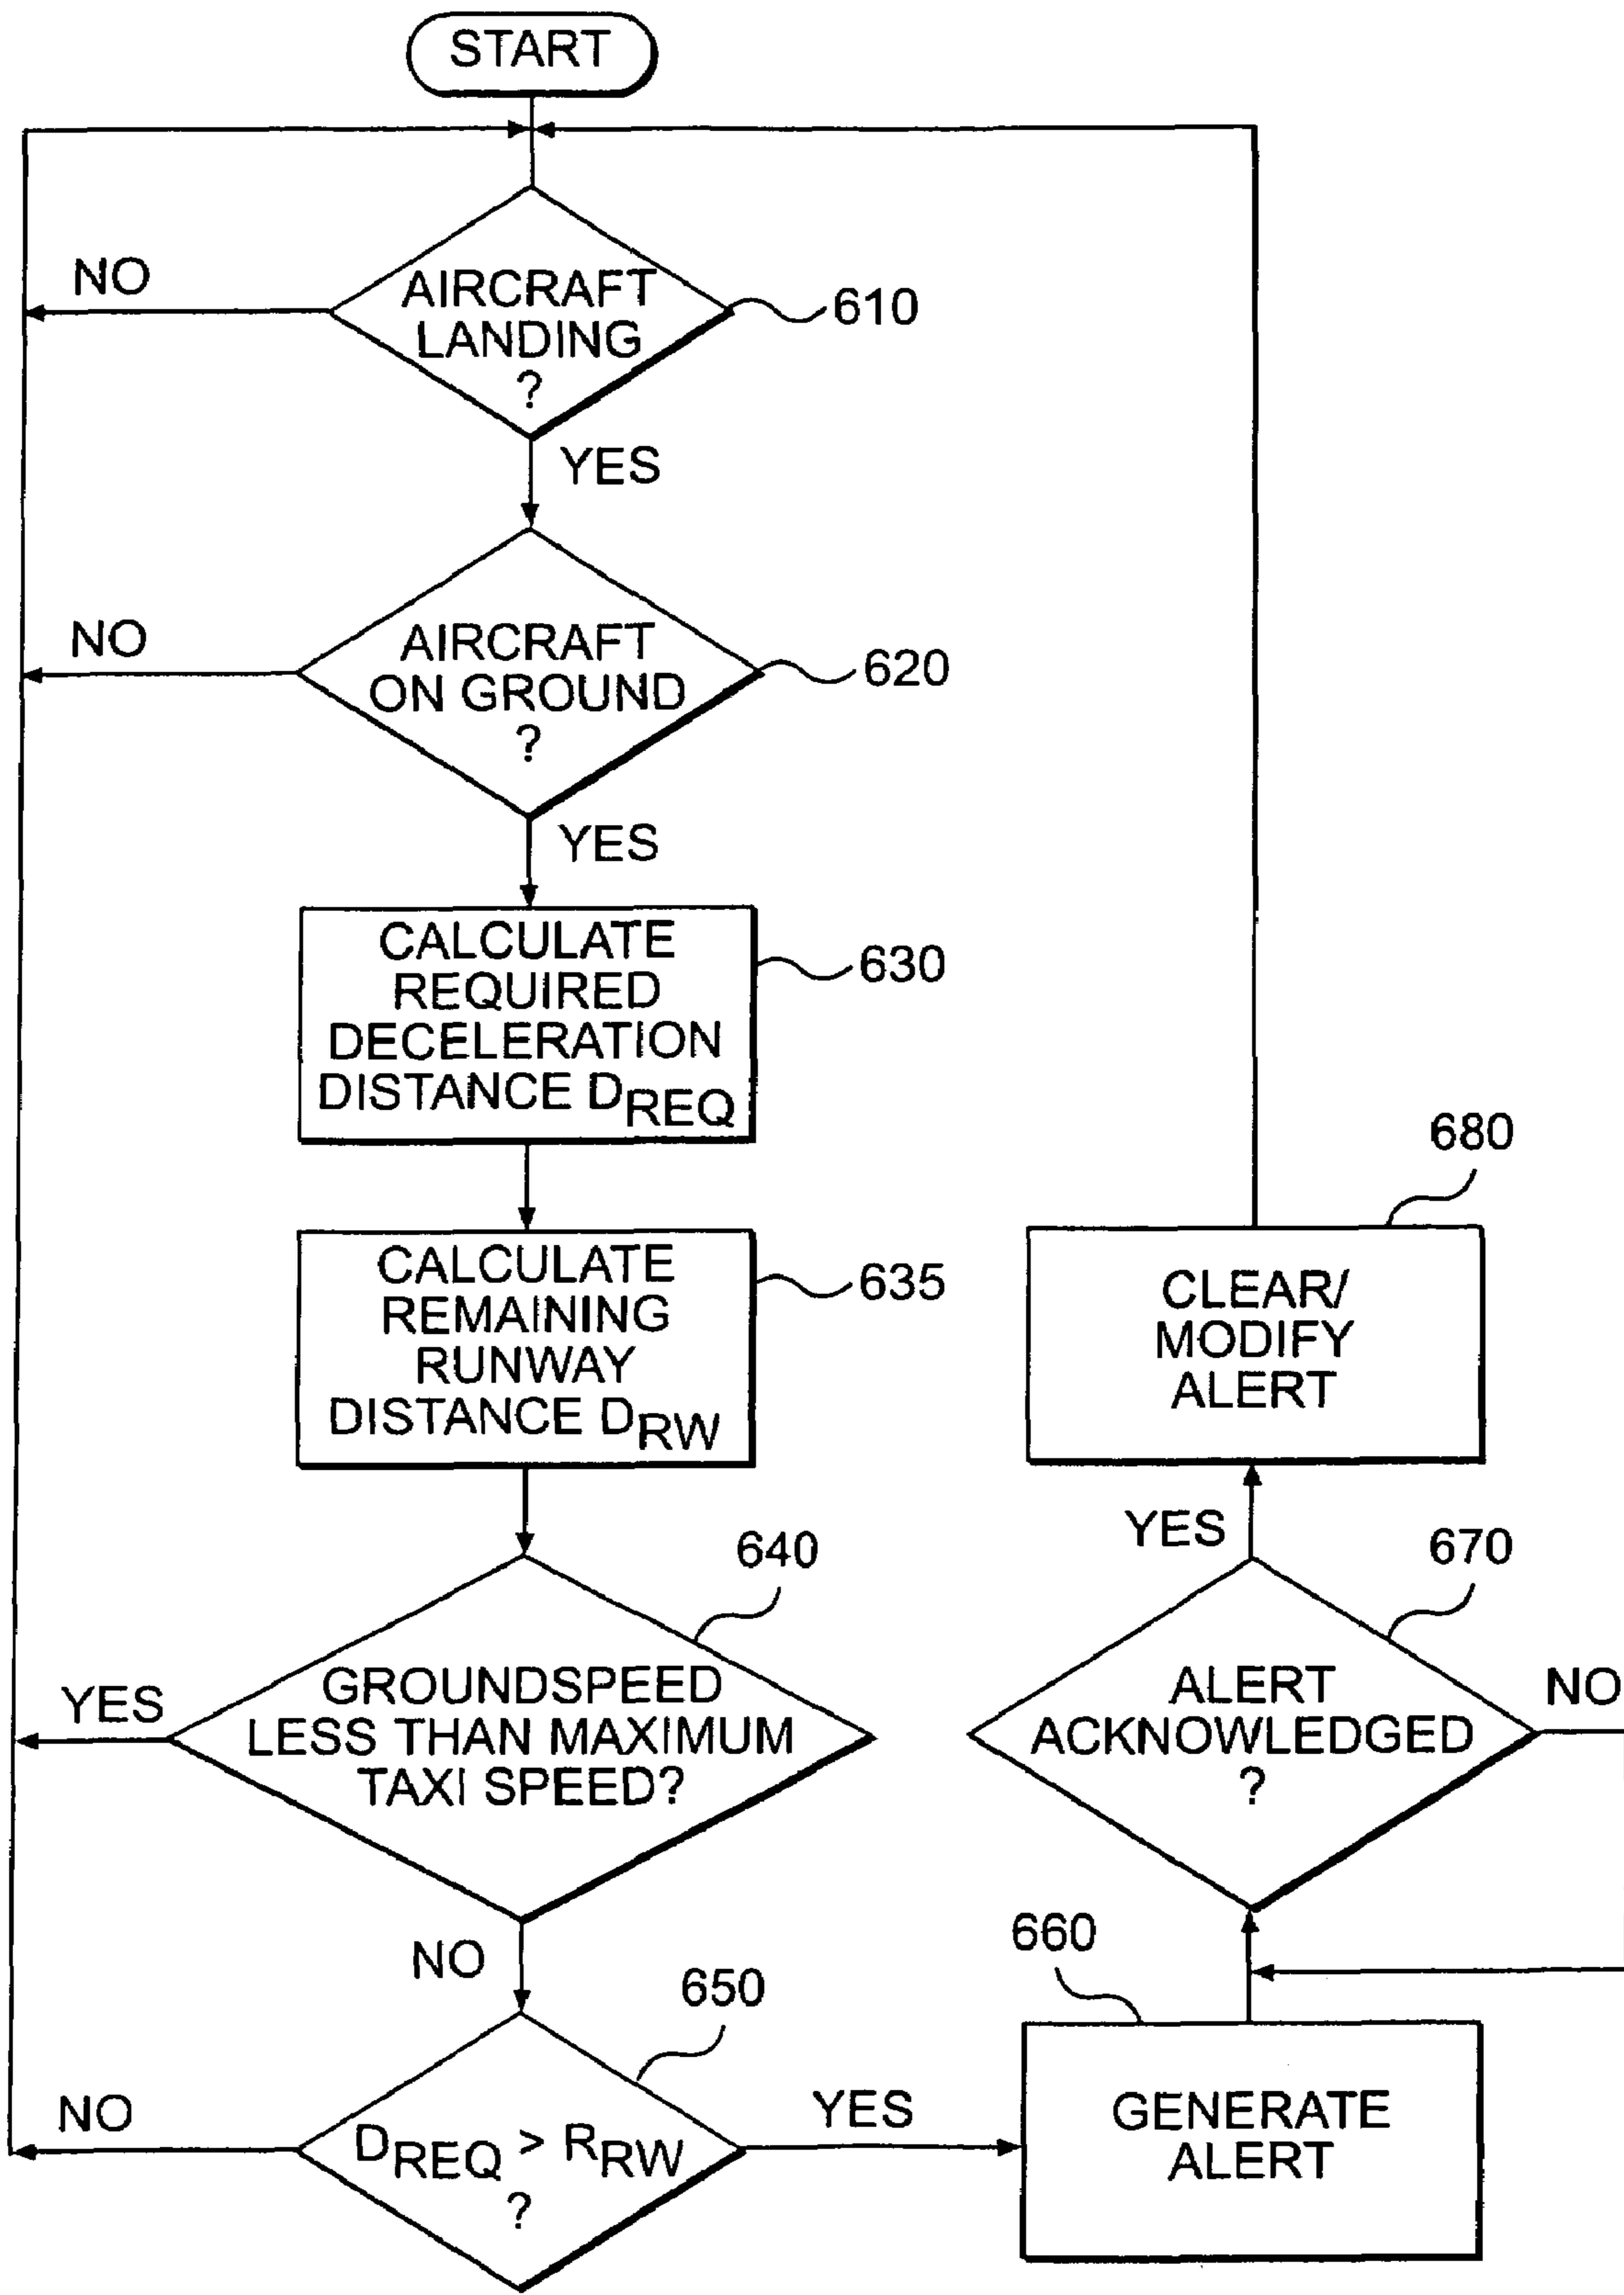 START
NO
AIRCRAFT
LANDING
?
610
YES
NO
AIRCRAFT
ON GROUND
?
620
YES
CALCULATE
REQUIRED
DECELERATION
DISTANCE DREQ
630
CALCULATE
REMAINING
RUNWAY
DISTANCE DRW
635
640
YES
GROUNDSPEED
LESS THAN MAXIMUM
TAXI SPEED?
NO
650
NO
DREQ > RRW
?
YES
660
GENERATE
ALERT
670
ALERT
ACKNOWLEDGED
?
NO
YES
680
CLEAR/
MODIFY
ALERT